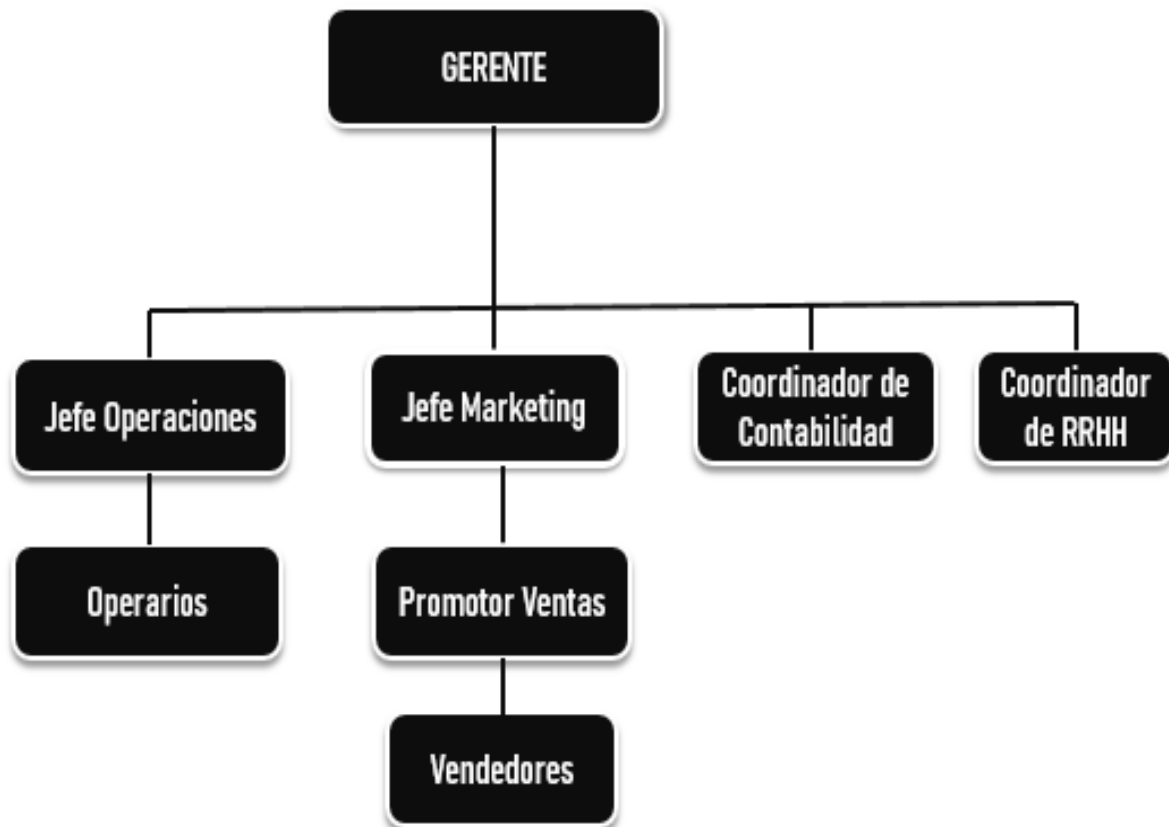 GERENTE
Jefe Operaciones
Jefe Marketing
Coordinador de
Contabilidad
Coordinador
de RRHH
Operarios
Promotor Ventas
Vendedores